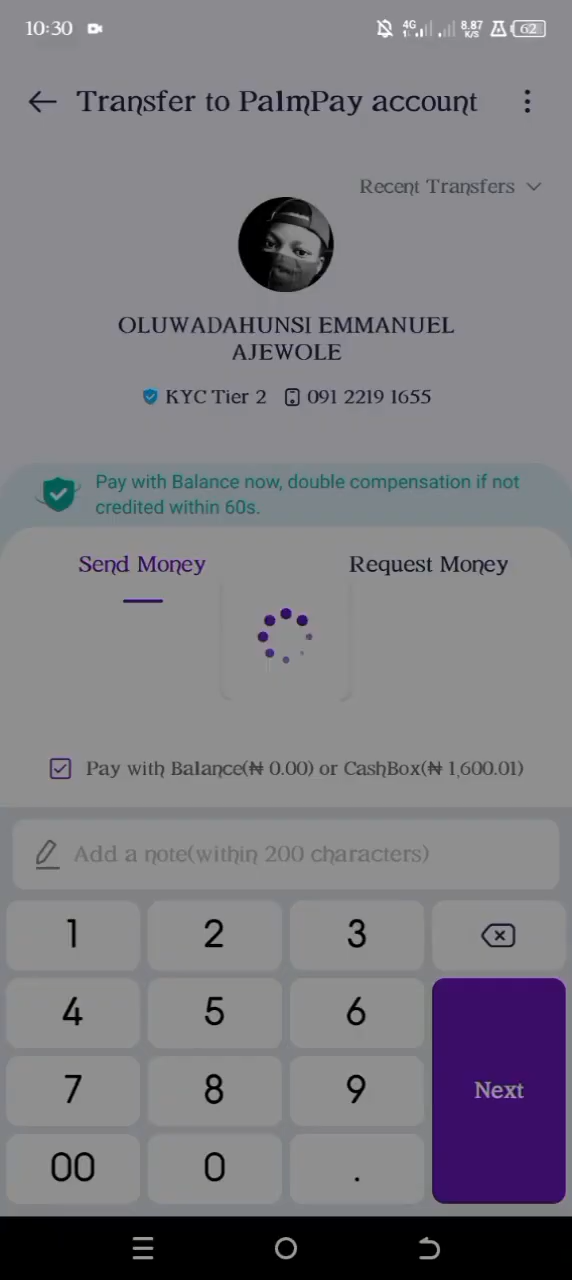 10:30
4G
8.87
K/S
62
Transfer to PalmPay account
Recent Transfers
OLUWADAHUNSI EMMANUEL
AJEWOLE
KYC Tier 2 091 2219 1655
Pay with Balance now, double compensation if not
credited within 60s.
Send Money Request Money
Pay with Balance(₦ 0.00) or CashBox(₦ 1,600.01)
Add a note(within 200 characters)
1 2 3
4 5 6
7 8 9
Next
00 0 .